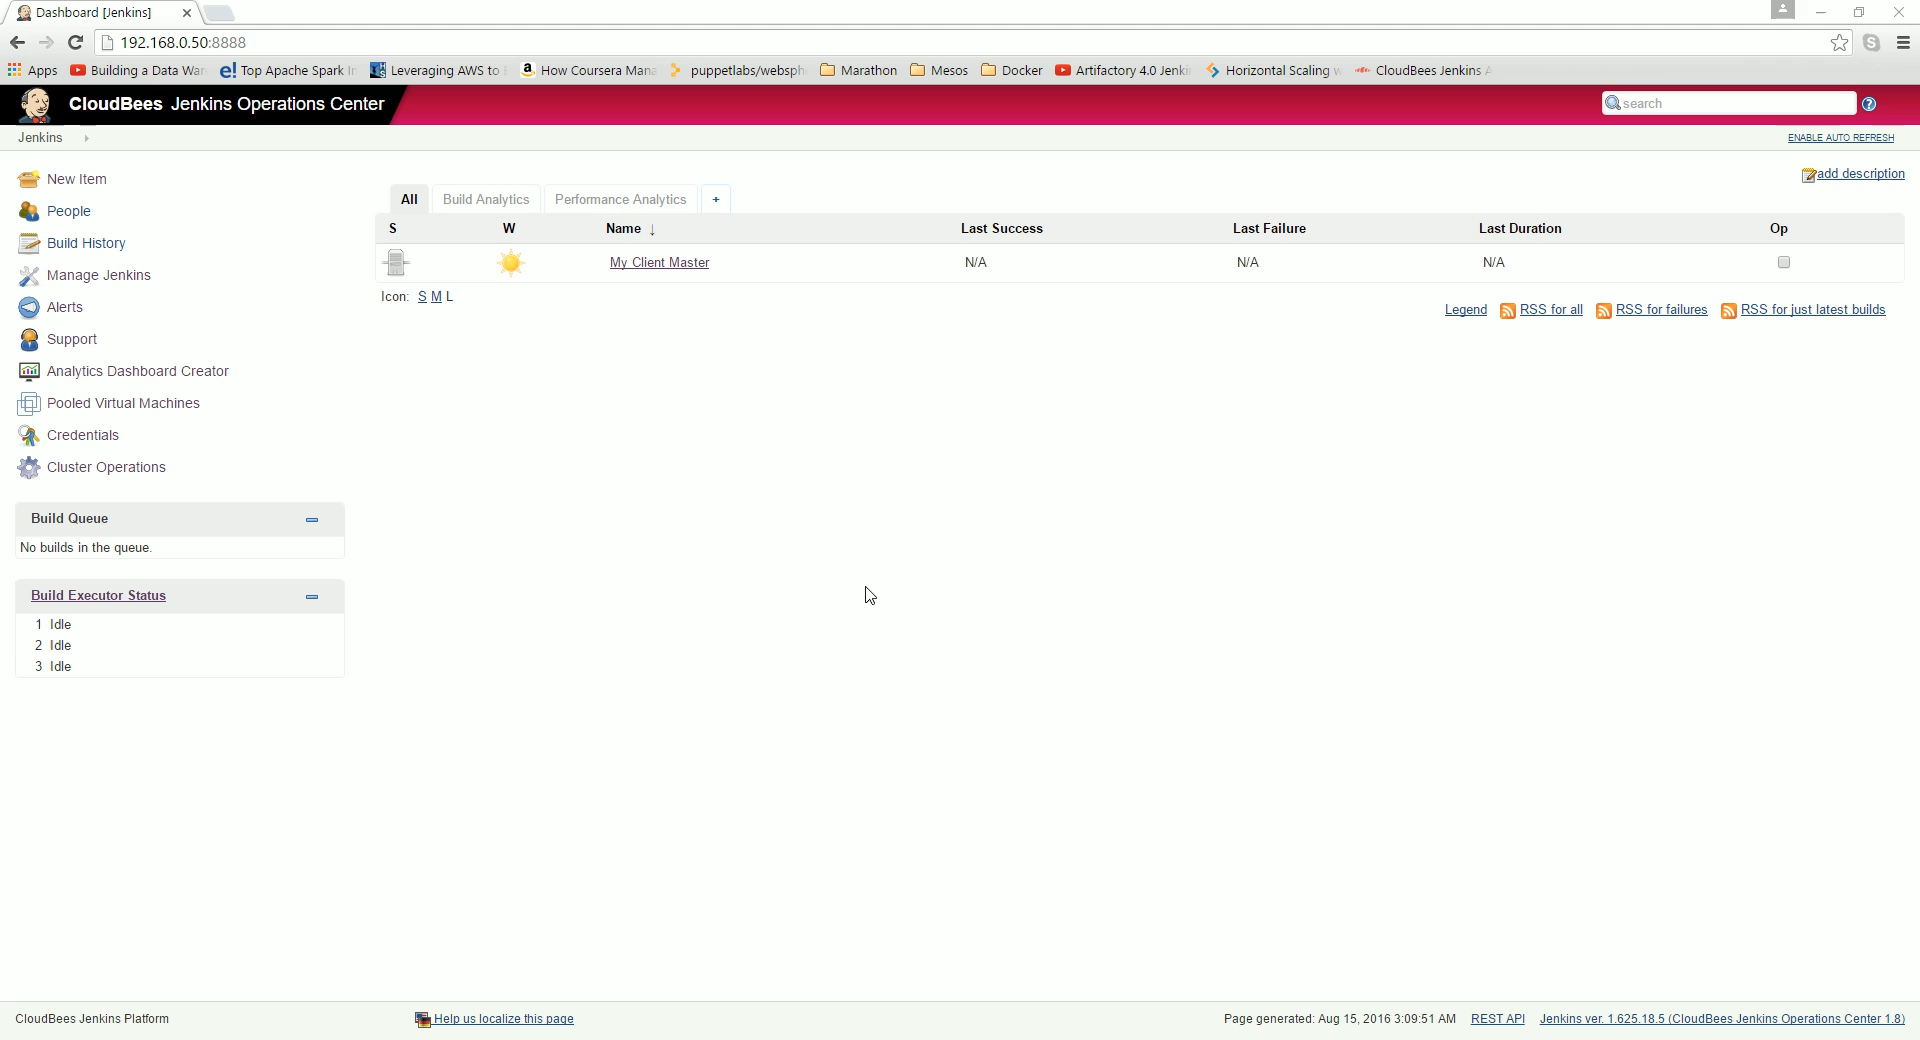 Dashboard [Jenkins]
192.168.0.50:8888
Apps Building a Data War Top Apache Spark Leveraging AWS to How Coursera Mana puppetlabs/websph Marathon Mesos Docker Artifactory 4.0 Jenki Horizontal Scaling w CloudBees Jenkins
CloudBees Jenkins Operations Center
search
Jenkins
ENABLE AUTO REFRESH
add description
New Item
People
Build History
Manage Jenkins
Alerts
Support
Analytics Dashboard Creator
Pooled Virtual Machines
Credentials
Cluster Operations
Build Queue
No builds in the queue.
Build Executor Status
1 Idle
2 Idle
3 Idle
All Build Analytics Performance Analytics +
S W Name ↓ Last Success Last Failure Last Duration Op
My Client Master N/A N/A N/A
Icon: S M L
Legend RSS for all RSS for failures RSS for just latest builds
CloudBees Jenkins Platform Help us localize this page Page generated: Aug 15, 2016 3:09:51 AM REST API Jenkins ver. 1.625.18.5 (CloudBees Jenkins Operations Center 1.8)